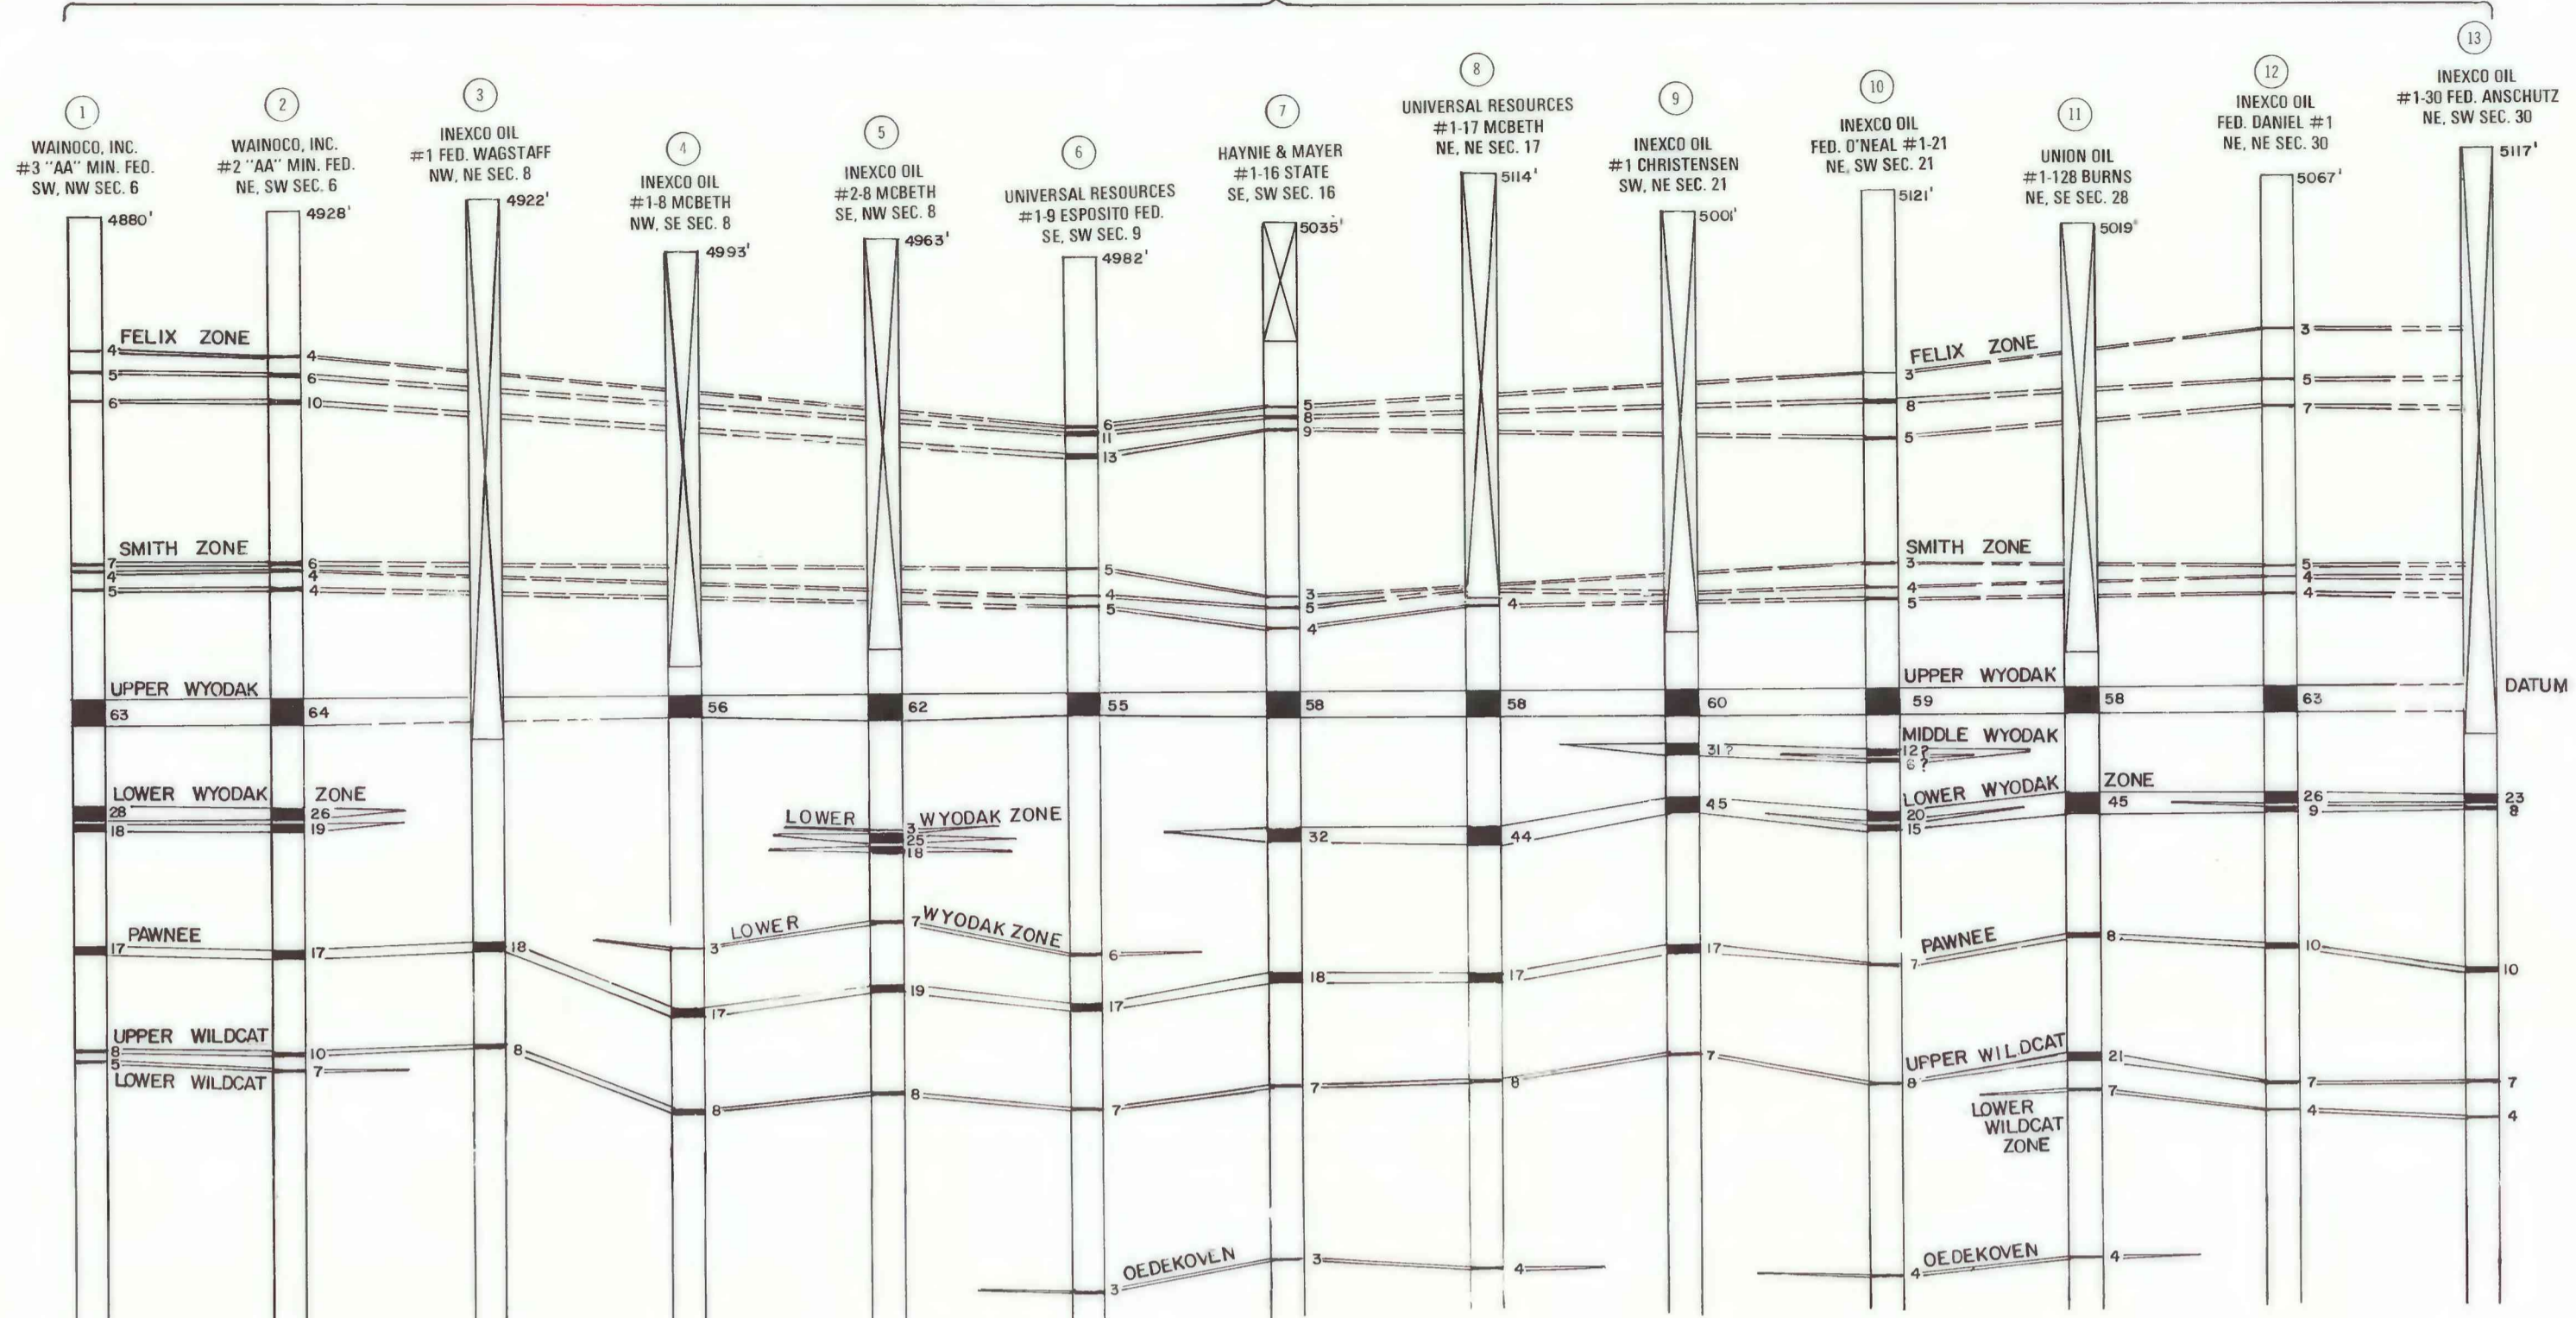 1
WAINOCO, INC.
#3 "AA" MIN. FED.
SW, NW SEC. 6
4880'
2
WAINOCO, INC.
#2 "AA" MIN. FED.
NE, SW SEC. 6
4928'
3
INEXCO OIL
#1 FED. WAGSTAFF
NW, NE SEC. 8
4922'
4
INEXCO OIL
#1-8 MCBETH
NW, SE SEC. 8
4993'
5
INEXCO OIL
#2-8 MCBETH
SE, NW SEC. 8
4963'
6
UNIVERSAL RESOURCES
#1-9 ESPOSITO FED.
SE, SW SEC. 9
4982'
7
HAYNIE & MAYER
#1-16 STATE
SE, SW SEC. 16
5035'
8
UNIVERSAL RESOURCES
#1-17 MCBETH
NE, NE SEC. 17
5114'
9
INEXCO OIL
#1 CHRISTENSEN
SW, NE SEC. 21
5001'
10
INEXCO OIL
FED. O'NEAL #1-21
NE, SW SEC. 21
5121'
11
UNION OIL
#1-128 BURNS
NE, SE SEC. 28
5019'
12
INEXCO OIL
FED. DANIEL #1
NE, NE SEC. 30
5067'
13
INEXCO OIL
#1-30 FED. ANSCHUTZ
NE, SW SEC. 30
5117'
FELIX ZONE
4 4 6 5 3 3
FELIX ZONE
5 6 11 8 8 5
6 10 13 9 5 7
SMITH ZONE
SMITH ZONE
7 6 5 3 3 5
4 4 4 5 4 4
5 4 5 4 4 5 4
UPPER WYODAK
UPPER WYODAK
DATUM
63 64 56 62 55 58 58 60 59 58 63
MIDDLE WYODAK
31? 12?
6?
LOWER WYODAK ZONE
LOWER WYODAK ZONE
LOWER WYODAK ZONE
28 26 3 32 44 45 20 45 26 23
18 19 25 15 9 8
18
LOWER WYODAK ZONE
3 7 6
PAWNEE
PAWNEE
17 17 18 17 19 17 18 17 17 7 8 10 10
UPPER WILDCAT
UPPER WILDCAT
8 10 8 8 8 7 7 8 7 8 21 7 7
5 7 7 4 4
LOWER WILDCAT
LOWER
WILDCAT
ZONE
OEDEKOVEN
OEDEKOVEN
3 3 4 4 4